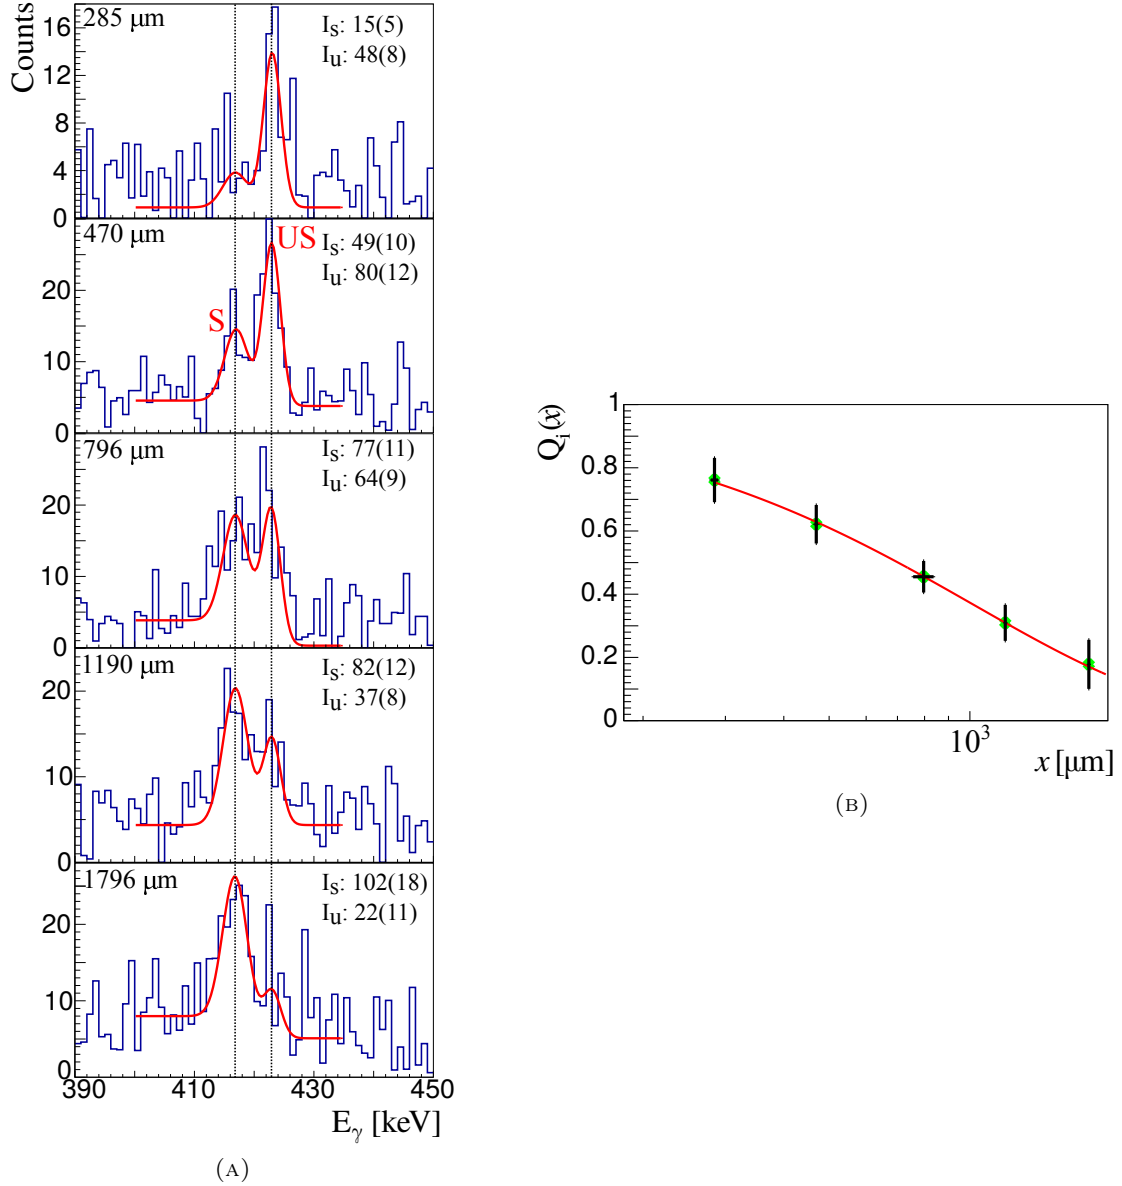 Counts
285 μm
I_s: 15(5)
I_u: 48(8)
16
12
8
4
0
470 μm
I_s: 49(10)
I_u: 80(12)
US
S
20
10
0
796 μm
I_s: 77(11)
I_u: 64(9)
20
10
0
1190 μm
I_s: 82(12)
I_u: 37(8)
20
10
0
1796 μm
I_s: 102(18)
I_u: 22(11)
20
10
0
390 410 430 450
E_γ [keV]
(A)
Q_i(x)
1
0.8
0.6
0.4
0.2
0
10³
x [μm]
(B)